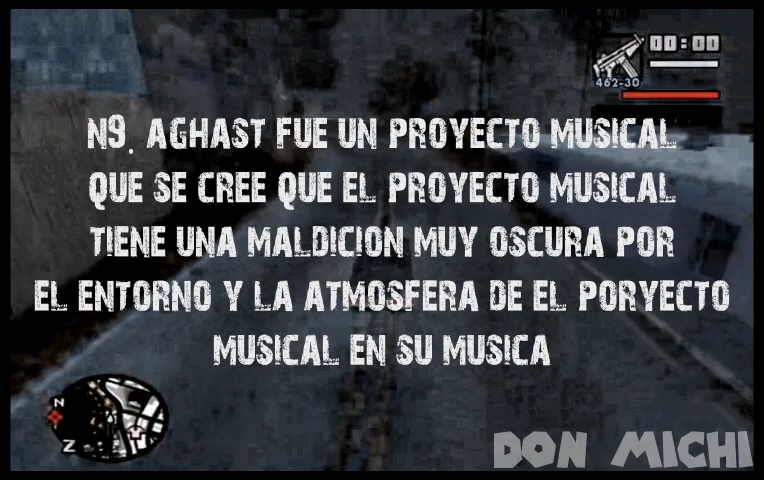 00:00
462-30
N9. AGHAST FUE UN PROYECTO MUSICAL
QUE SE CREE QUE EL PROYECTO MUSICAL
TIENE UNA MALDICION MUY OSCURA POR
EL ENTORNO Y LA ATMOSFERA DE EL PORYECTO
MUSICAL EN SU MUSICA
N
Z
DON MICHI